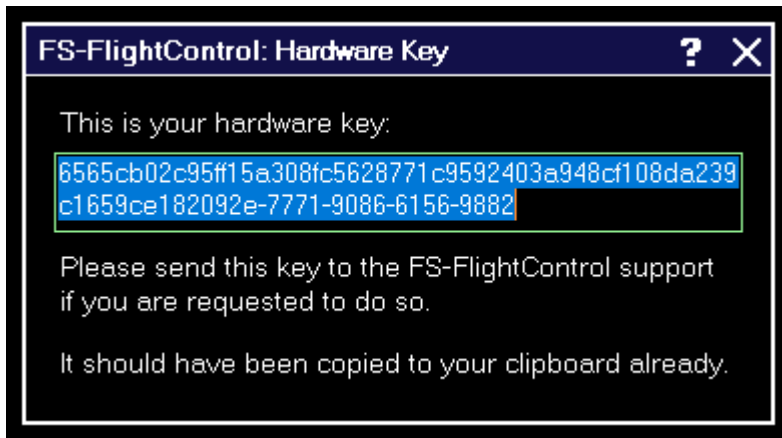 FS-FlightControl: Hardware Key ? X
This is your hardware key:
6565cb02c95ff15a308fc5628771c9592403a948cf108da239
c1659ce182092e-7771-9086-6156-9882
Please send this key to the FS-FlightControl support
if you are requested to do so.
It should have been copied to your clipboard already.